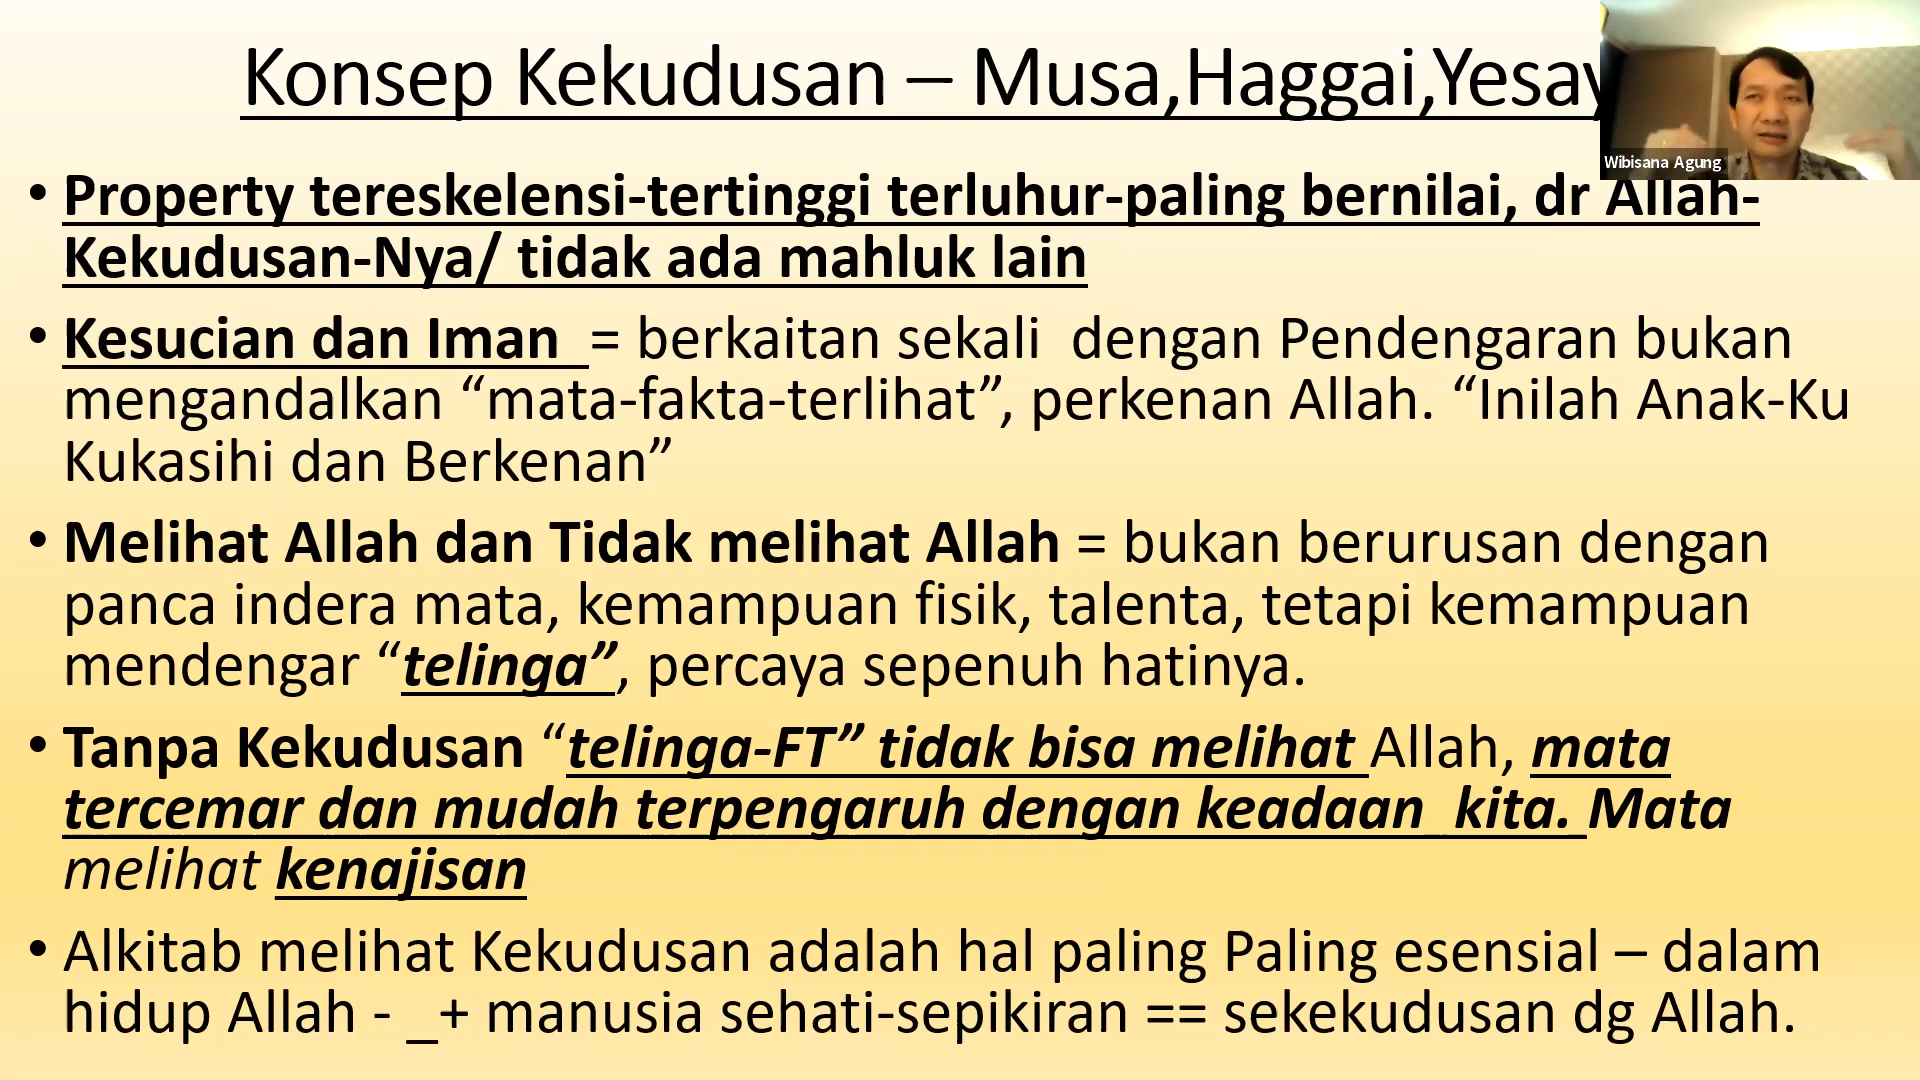 Konsep Kekudusan – Musa,Haggai,Yesay
Wibisana Agung
• Property tereskelensi-tertinggi terluhur-paling bernilai, dr Allah-
Kekudusan-Nya/ tidak ada mahluk lain
• Kesucian dan Iman = berkaitan sekali dengan Pendengaran bukan
mengandalkan “mata-fakta-terlihat”, perkenan Allah. “Inilah Anak-Ku
Kukasihi dan Berkenan”
• Melihat Allah dan Tidak melihat Allah = bukan berurusan dengan
panca indera mata, kemampuan fisik, talenta, tetapi kemampuan
mendengar “telinga”, percaya sepenuh hatinya.
• Tanpa Kekudusan “telinga-FT” tidak bisa melihat Allah, mata
tercemar dan mudah terpengaruh dengan keadaan kita. Mata
melihat kenajisan
• Alkitab melihat Kekudusan adalah hal paling Paling esensial – dalam
hidup Allah - _+ manusia sehati-sepikiran == sekekudusan dg Allah.